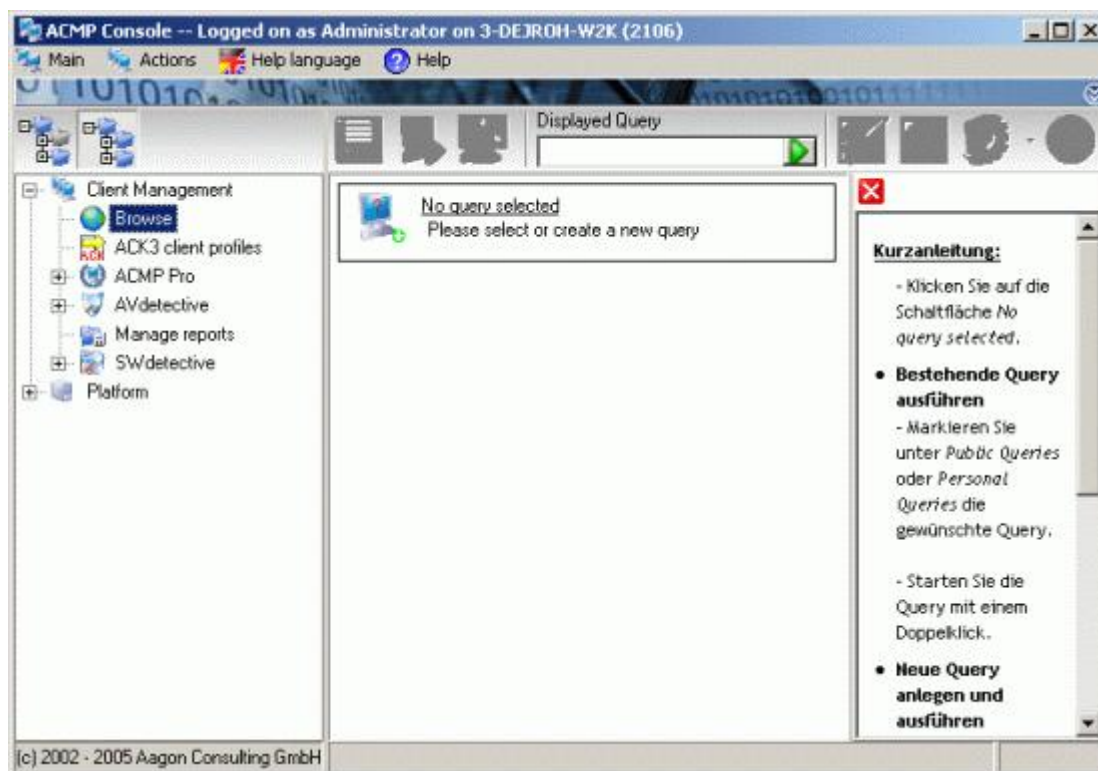 ACMP Console -- Logged on as Administrator on 3-DEJROH-W2K (2106)
Main Actions Help language Help
Displayed Query
Client Management
Browse
ACK3 client profiles
ACMP Pro
AVdetective
Manage reports
SWdetective
Platform
No query selected
Please select or create a new query
Kurzanleitung:
- Klicken Sie auf die
Schaltfläche No
query selected.
• Bestehende Query
ausführen
- Markieren Sie
unter Public Queries
oder Personal
Queries die
gewünschte Query.
- Starten Sie die
Query mit einem
Doppelklick.
• Neue Query
anlegen und
ausführen
(c) 2002 - 2005 Aagon Consulting GmbH